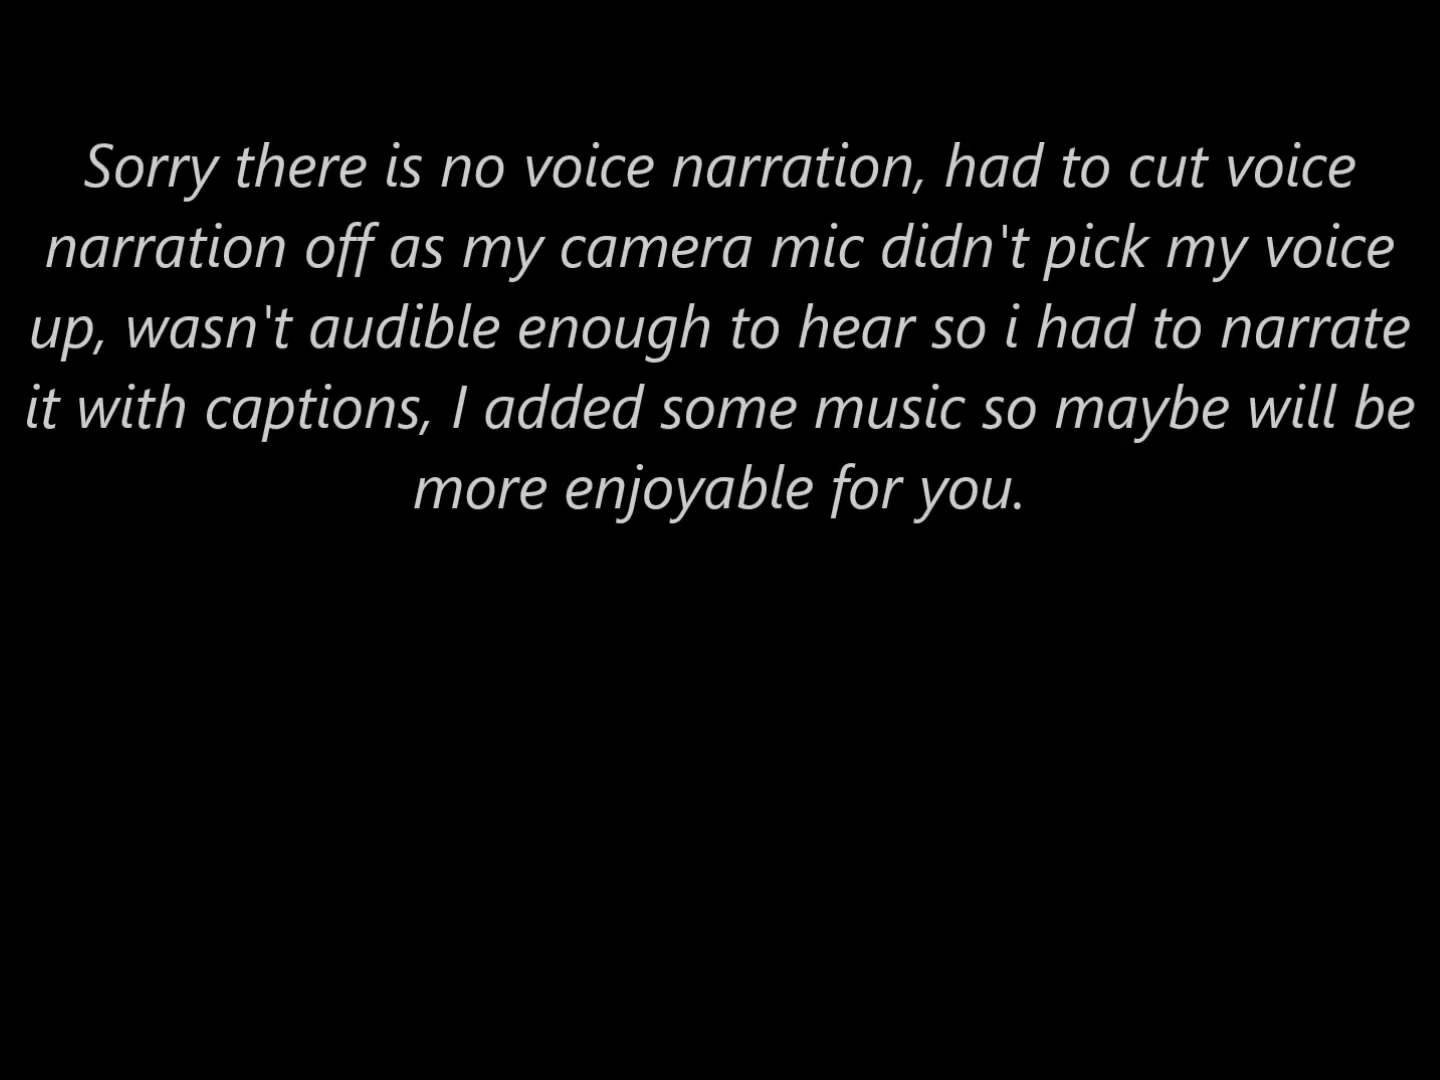 Sorry there is no voice narration, had to cut voice
narration off as my camera mic didn't pick my voice
up, wasn't audible enough to hear so i had to narrate
it with captions, I added some music so maybe will be
more enjoyable for you.